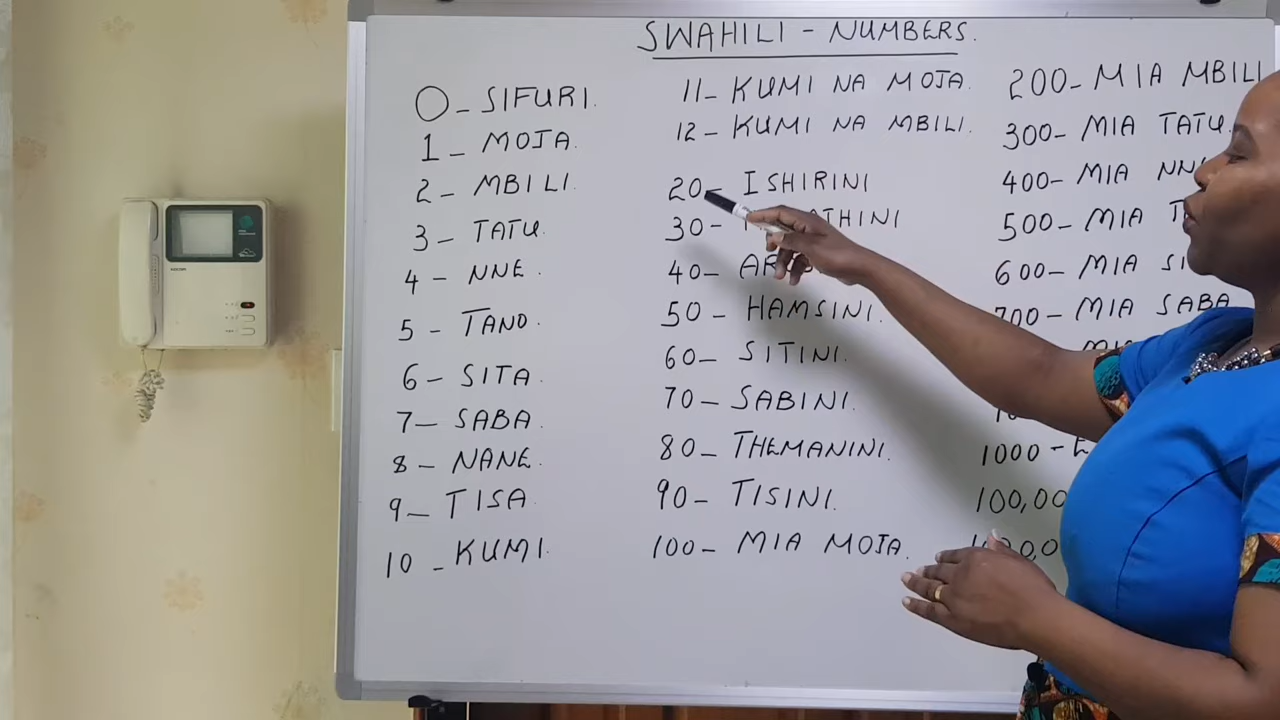 SWAHILI - NUMBERS.
0 - SIFURI.
1 - MOJA.
2 - MBILI.
3 - TATU.
4 - NNE.
5 - TANO.
6 - SITA.
7 - SABA.
8 - NANE.
9 - TISA.
10 - KUMI.
11 - KUMI NA MOJA.
12 - KUMI NA MBILI.
20 - ISHIRINI
30 -
40 -
50 - HAMSINI.
60 - SITINI.
70 - SABINI.
80 - THEMANINI.
90 - TISINI.
100 - MIA MOJA.
200 - MIA MBILI
300 - MIA TATU.
400 - MIA
500 - MIA
600 - MIA
700 - MIA SABA
1000 -